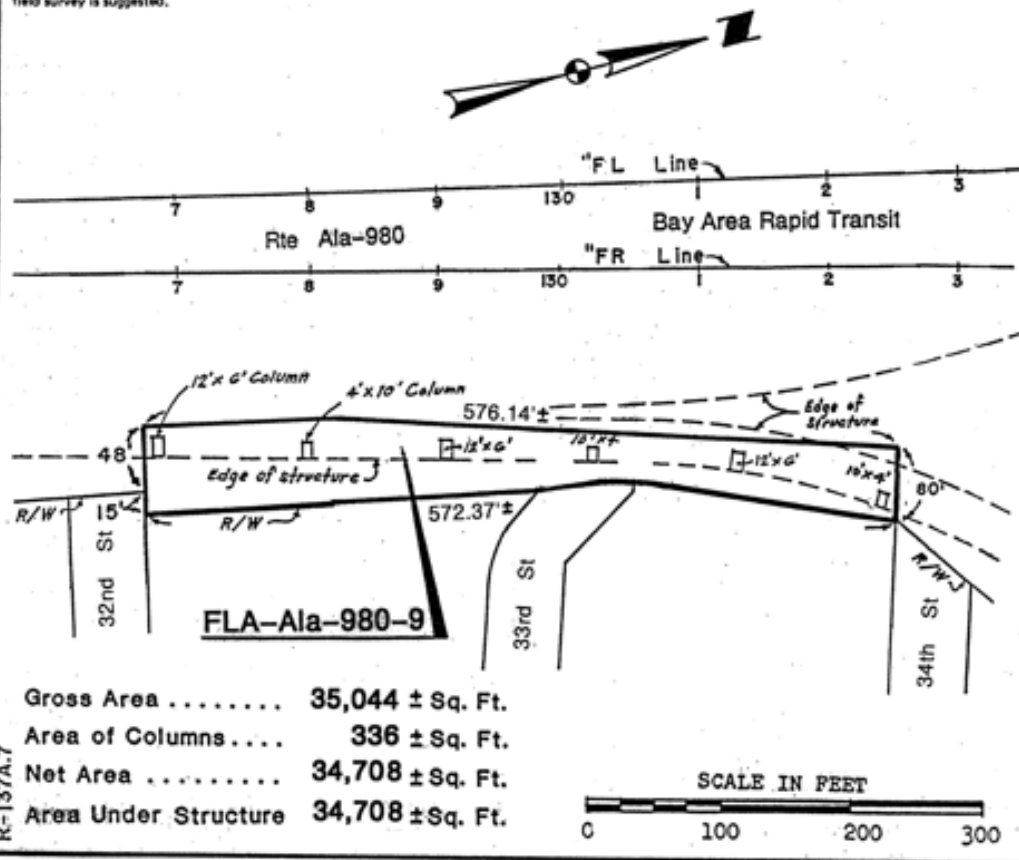 field survey is suggested.
"FL Line
7 8 9 130 1 2 3
Rte Ala-980
Bay Area Rapid Transit
"FR Line
7 8 9 130 1 2 3
12'x 6' Column
4'x10' Column
576.14'±
Edge of structure
48'
Edge of structure
12'x6'
12'x6'
10'x4'
60'
R/W
15'
R/W
572.37'±
R/W
32nd St
33rd St
34th St
FLA-Ala-980-9
Gross Area ........ 35,044 ± Sq. Ft.
Area of Columns.... 336 ± Sq. Ft.
Net Area ......... 34,708 ± Sq. Ft.
Area Under Structure 34,708 ± Sq. Ft.
R-137A.7
SCALE IN FEET
0 100 200 300